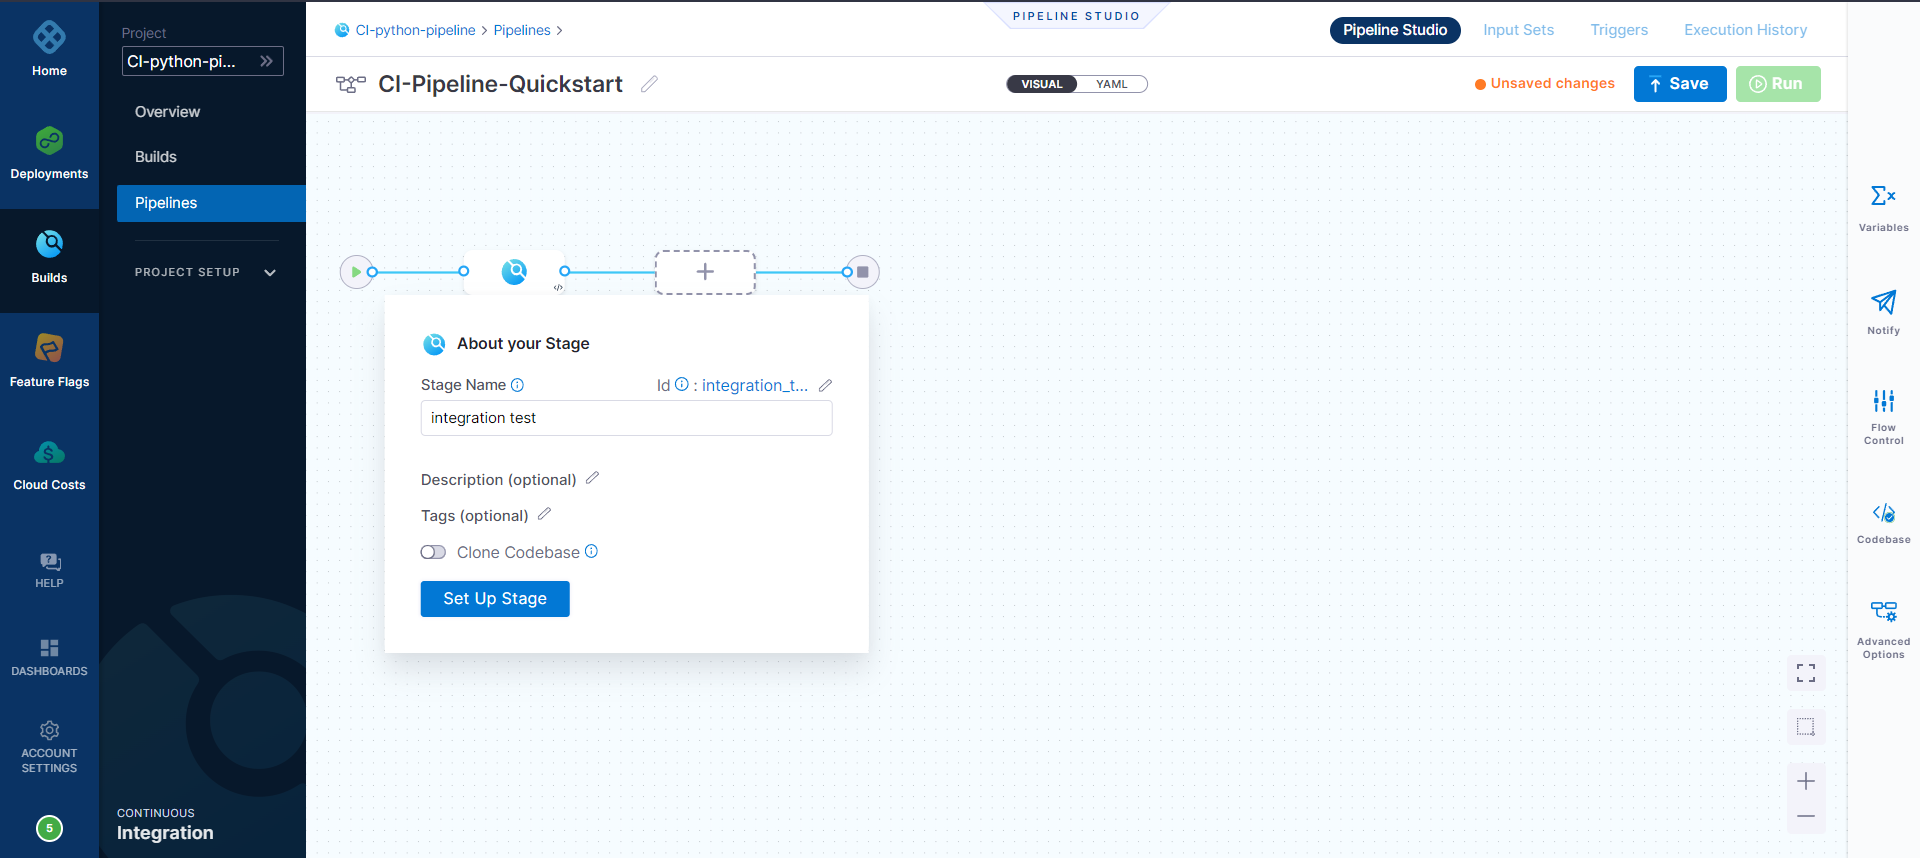 Home
Deployments
Builds
Feature Flags
Cloud Costs
HELP
DASHBOARDS
ACCOUNT
SETTINGS
5
Project
CI-python-pi...
Overview
Builds
Pipelines
PROJECT SETUP
CONTINUOUS
Integration
CI-python-pipeline > Pipelines >
PIPELINE STUDIO
Pipeline Studio Input Sets Triggers Execution History
CI-Pipeline-Quickstart
VISUAL YAML
Unsaved changes
Save
Run
About your Stage
Stage Name
Id : integration_t...
integration test
Description (optional)
Tags (optional)
Clone Codebase
Set Up Stage
Variables
Notify
Flow
Control
Codebase
Advanced
Options